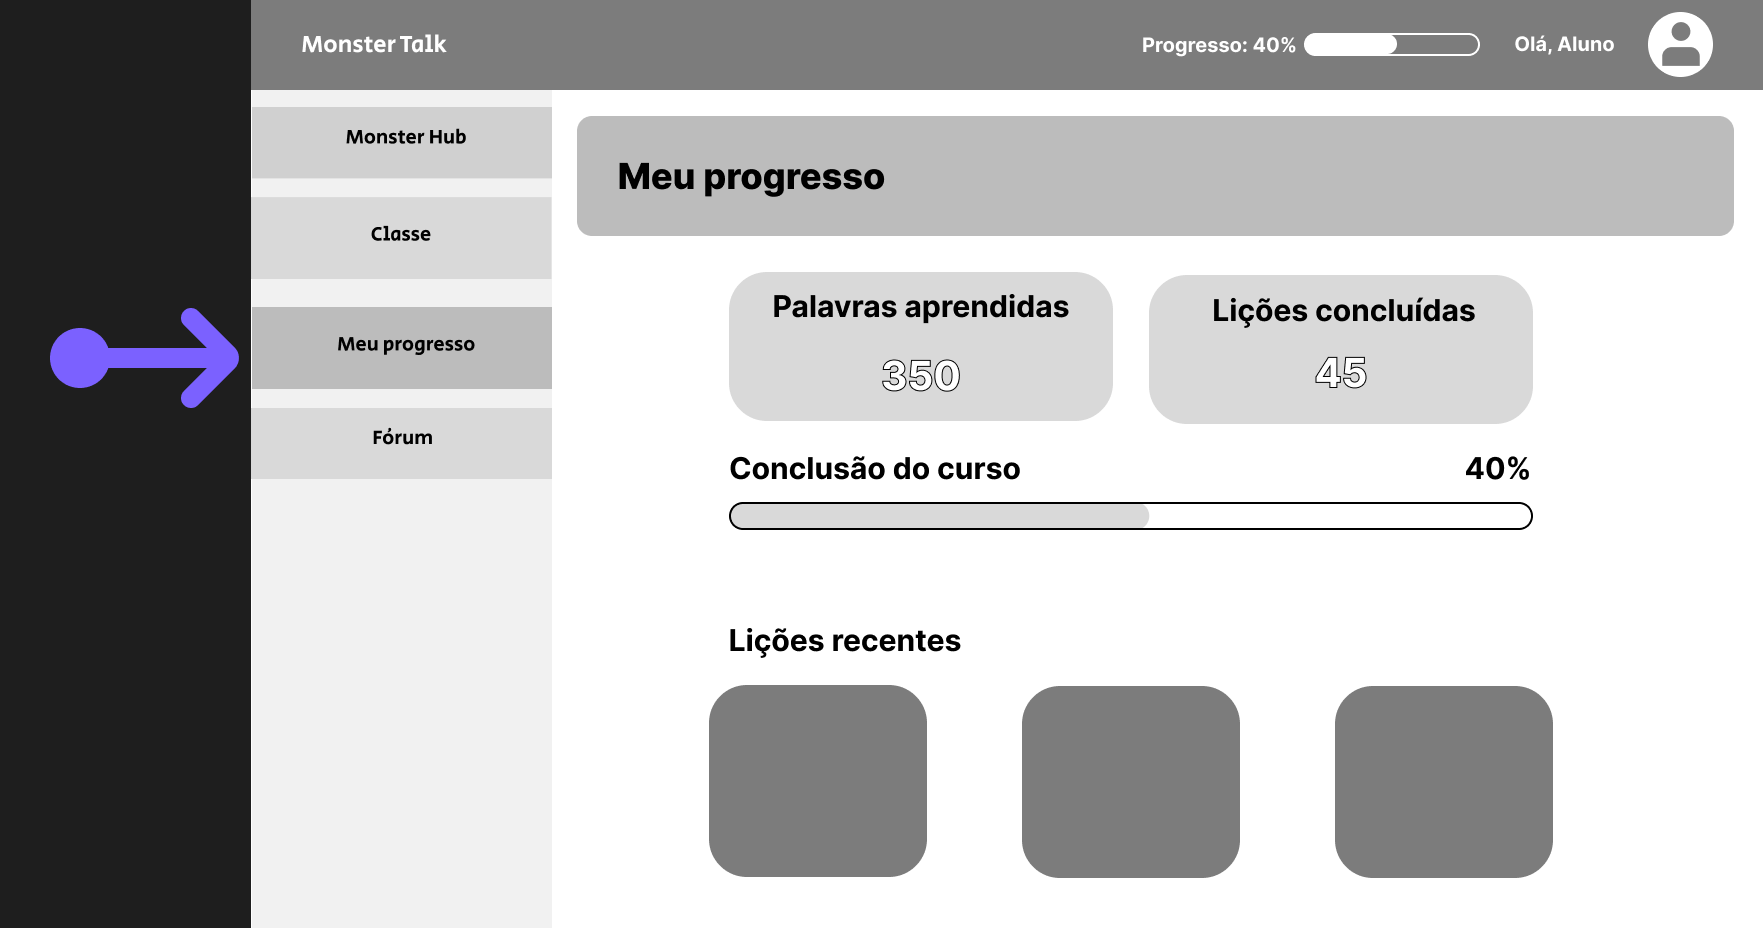 Monster Talk
Progresso: 40%
Olá, Aluno
Monster Hub
Classe
Meu progresso
Fórum
Meu progresso
Palavras aprendidas
350
Lições concluídas
45
Conclusão do curso
40%
Lições recentes